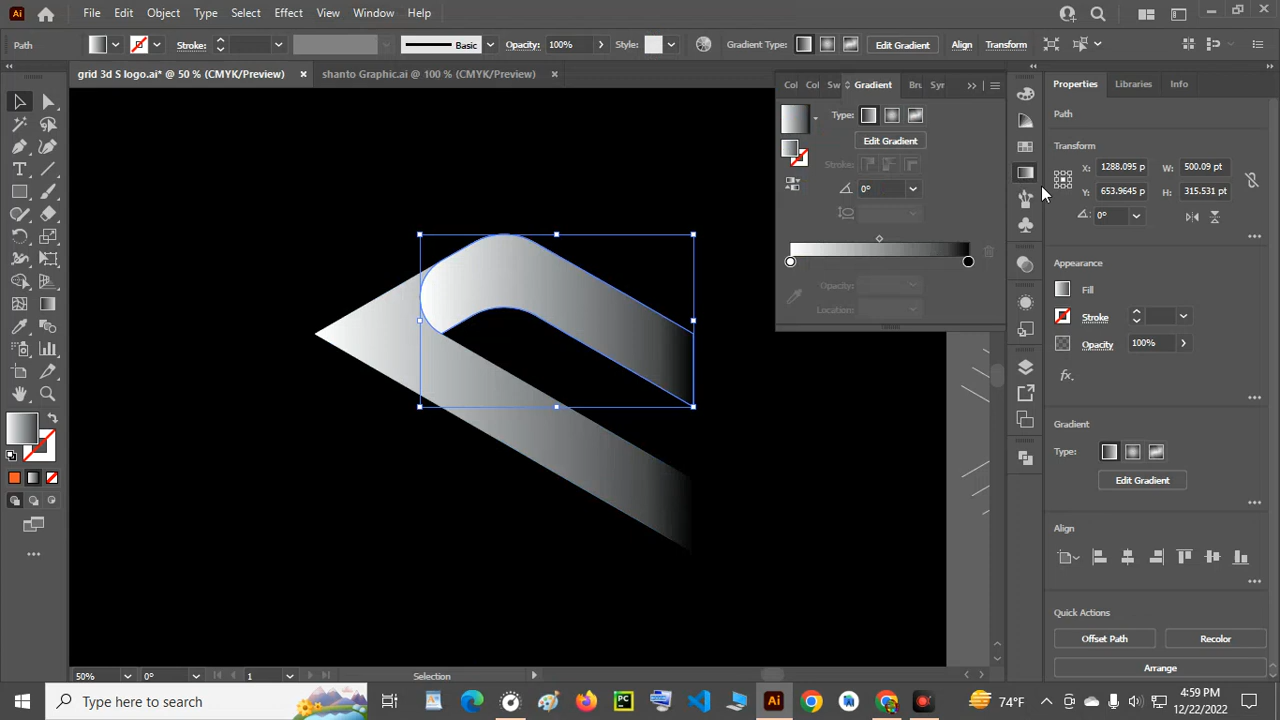 Ai File Edit Object Type Select Effect View Window Help
Path Stroke: Basic Opacity: 100% Style: Gradient Type: Edit Gradient Align Transform
grid 3d S logo.ai* @ 50 % (CMYK/Preview) × shanto Graphic.ai @ 100 % (CMYK/Preview) ×
Col Col Sw Gradient Bru Syr
Type:
Edit Gradient
Stroke:
0°
Opacity:
Location:
Properties Libraries Info
Path
Transform
X: 1288.095 p W: 500.09 pt
Y: 653.9645 p H: 315.531 pt
0°
Appearance
Fill
Stroke
Opacity 100%
fx.
Gradient
Type:
Edit Gradient
Align
Quick Actions
Offset Path Recolor
Arrange
50% 0° 1 Selection
Type here to search
PC
Ai
74°F
4:59 PM
12/22/2022